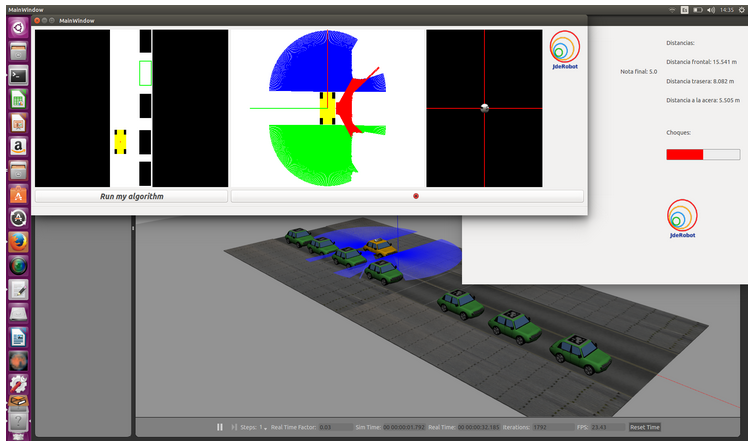 MainWindow
Es
14:35
MainWindow
JdeRobot
Run my algorithm
Distancias:
Nota final: 5.0
Distancia frontal: 15.541 m
Distancia trasera: 8.082 m
Distancia a la acera: 5.505 m
Choques:
JdeRobot
Steps: 1
Real Time Factor: 0.03
Sim Time: 00 00:00:01.792
Real Time: 00 00:00:32.185
Iterations: 1792
FPS: 23.43
Reset Time